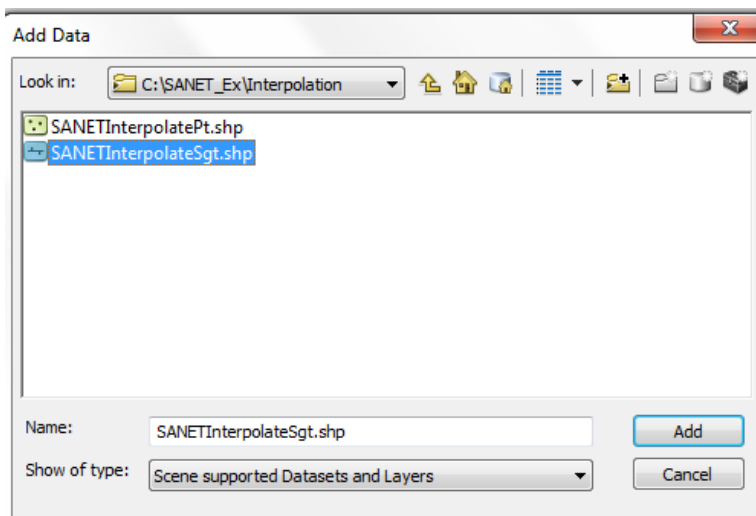 Add Data
Look in: C:\SANET_Ex\Interpolation
SANETInterpolatePt.shp
SANETInterpolateSgt.shp
Name: SANETInterpolateSgt.shp Add
Show of type: Scene supported Datasets and Layers Cancel